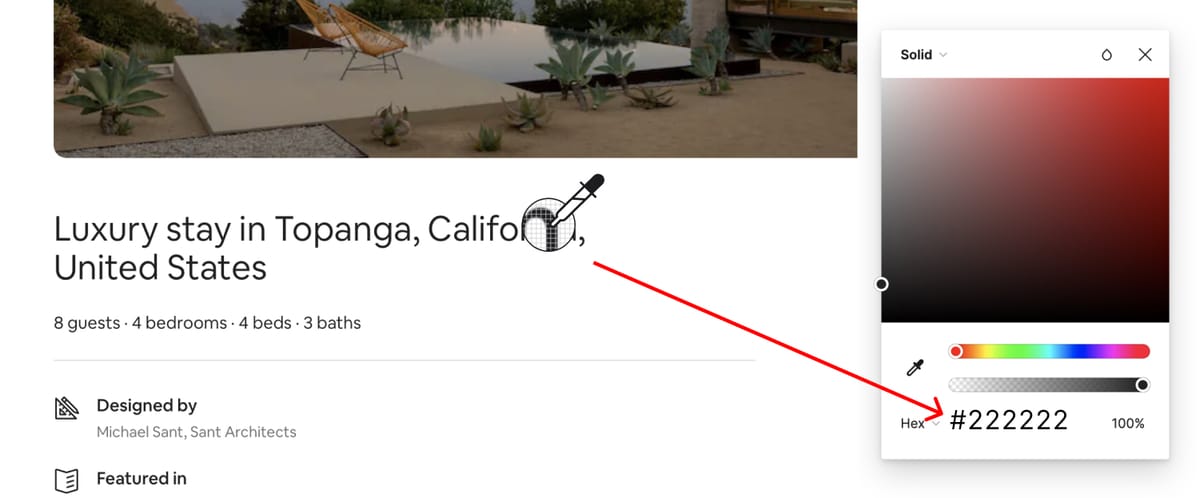 Luxury stay in Topanga, Califo
United States
8 guests · 4 bedrooms · 4 beds · 3 baths
Designed by
Michael Sant, Sant Architects
Featured in
Solid
Hex
#222222
100%